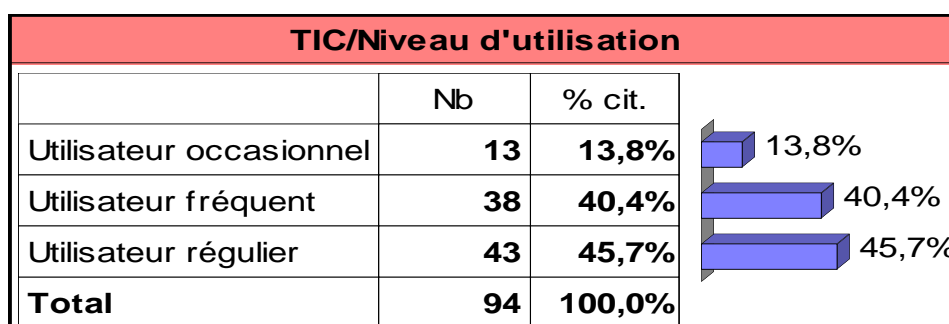 TIC/Niveau d'utilisation
Nb % cit.
Utilisateur occasionnel 13 13,8% 13,8%
Utilisateur fréquent 38 40,4% 40,4%
Utilisateur régulier 43 45,7% 45,7%
Total 94 100,0%